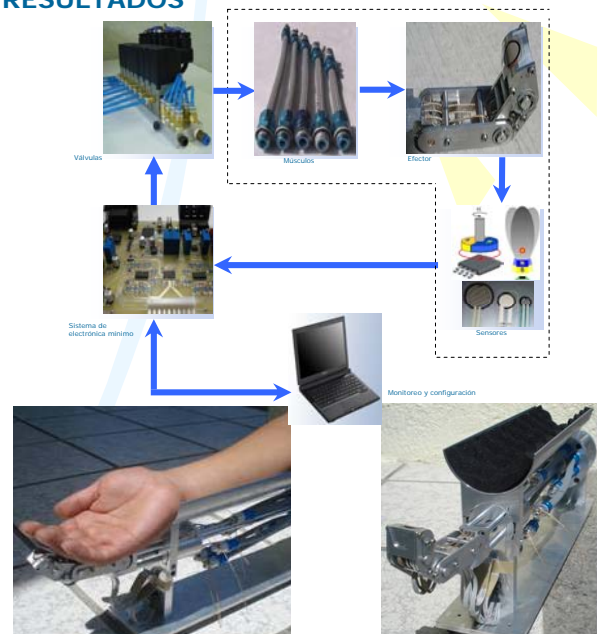 RESULTADOS
Válvulas
Músculos
Efector
Sistema de
electrónica mínimo
Sensores
Monitoreo y configuración